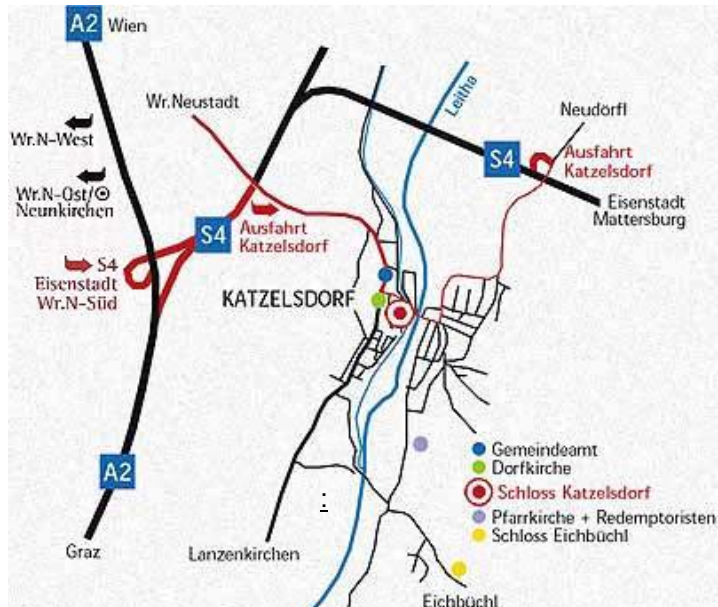 A2 Wien
Wr.N-West
Wr.N-Ost/
Neunkirchen
S4
Eisenstadt
Wr.N-Süd
Wr.Neustadt
S4
Ausfahrt
Katzelsdorf
Leitha
Neudörfl
S4
Ausfahrt
Katzelsdorf
Eisenstadt
Mattersburg
KATZELSDORF
A2
Graz
Lanzenkirchen
:
Gemeindeamt
Dorfkirche
Schloss Katzelsdorf
Pfarrkirche + Redemptoristen
Schloss Eichbüchl
Eichbüchl